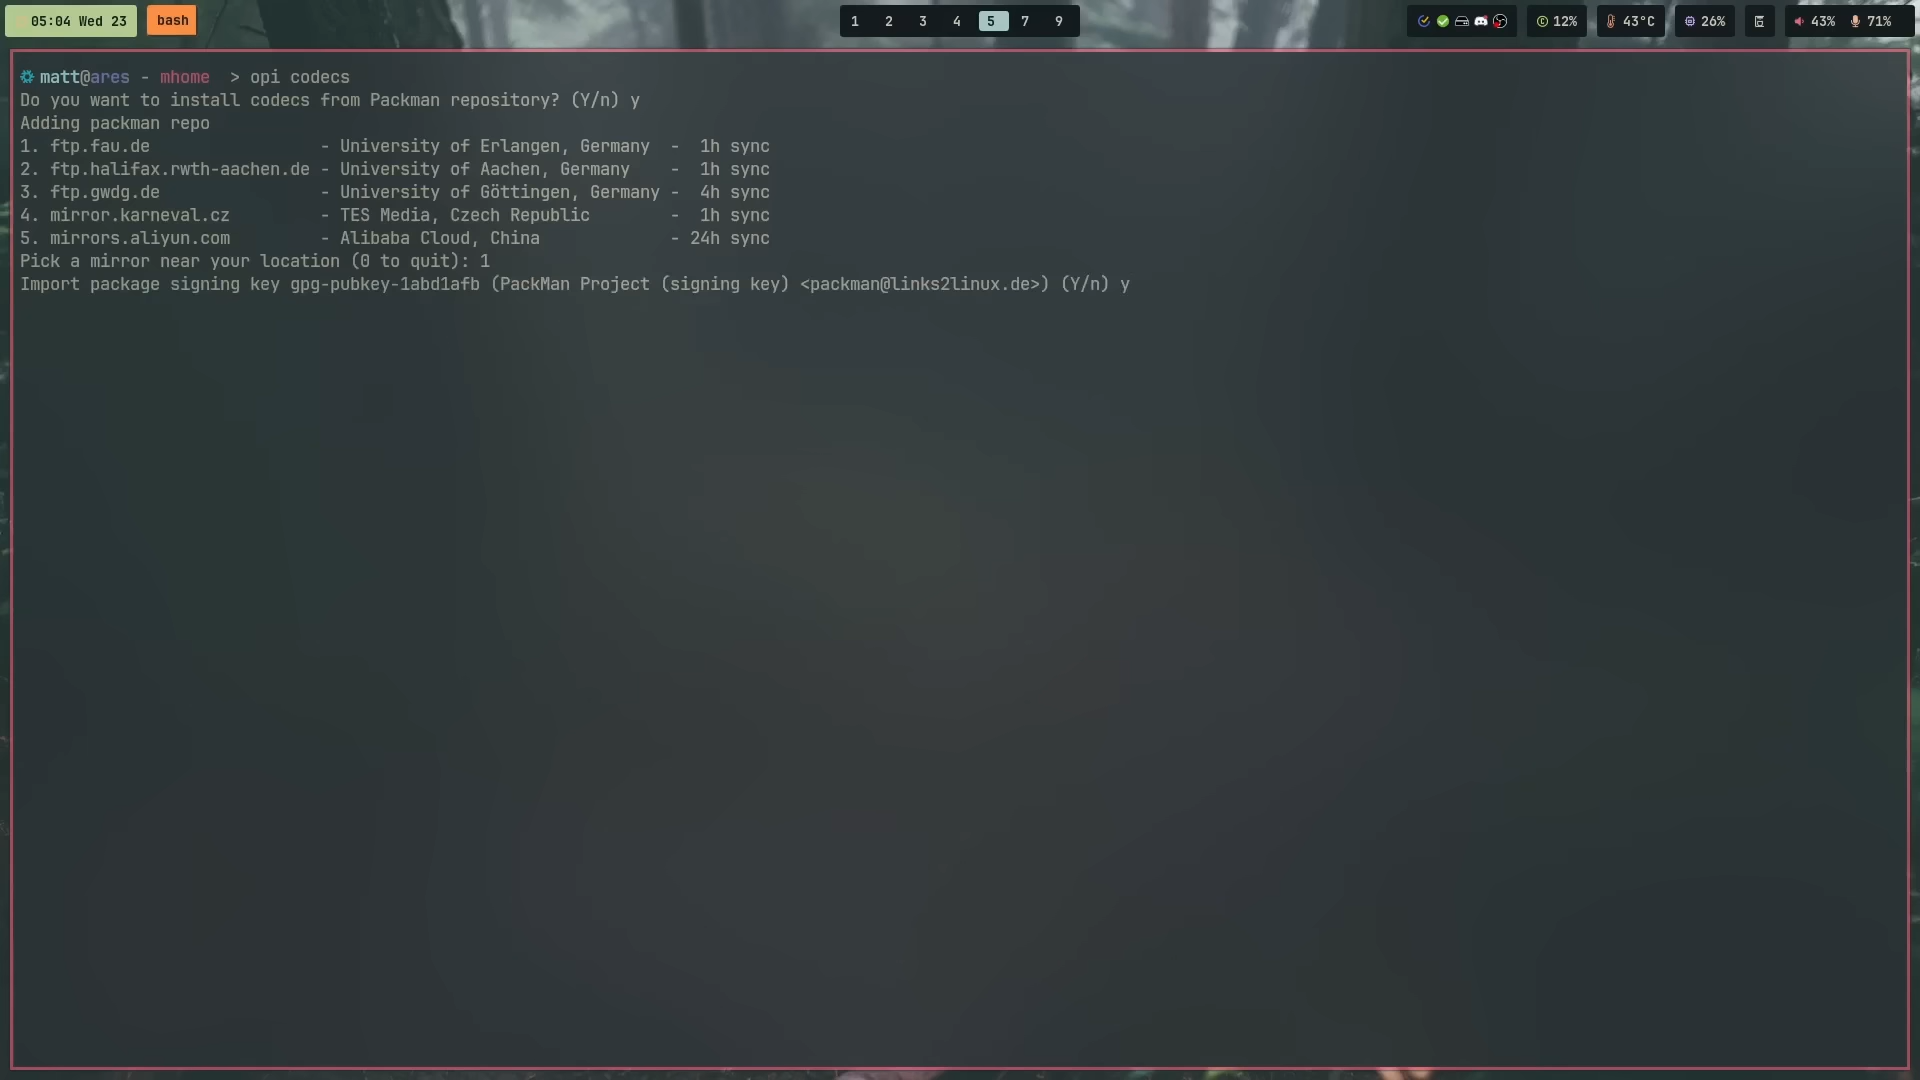 05:04 Wed 23 bash 1 2 3 4 5 7 9 12% 43°C 26% 43% 71%
matt@ares - mhome > opi codecs
Do you want to install codecs from Packman repository? (Y/n) y
Adding packman repo
1. ftp.fau.de - University of Erlangen, Germany - 1h sync
2. ftp.halifax.rwth-aachen.de - University of Aachen, Germany - 1h sync
3. ftp.gwdg.de - University of Göttingen, Germany - 4h sync
4. mirror.karneval.cz - TES Media, Czech Republic - 1h sync
5. mirrors.aliyun.com - Alibaba Cloud, China - 24h sync
Pick a mirror near your location (0 to quit): 1
Import package signing key gpg-pubkey-1abd1afb (PackMan Project (signing key) <packman@links2linux.de>) (Y/n) y